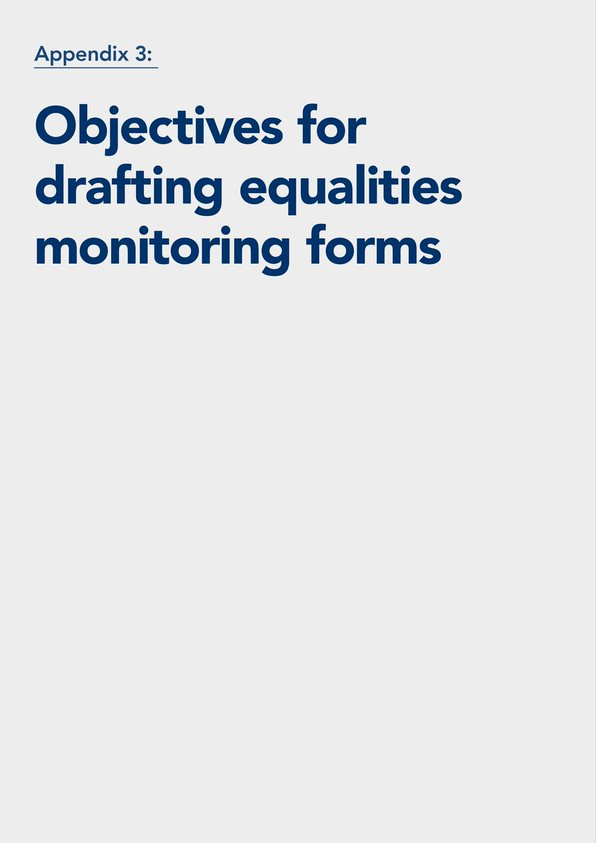 Appendix 3:
Objectives for
drafting equalities
monitoring forms